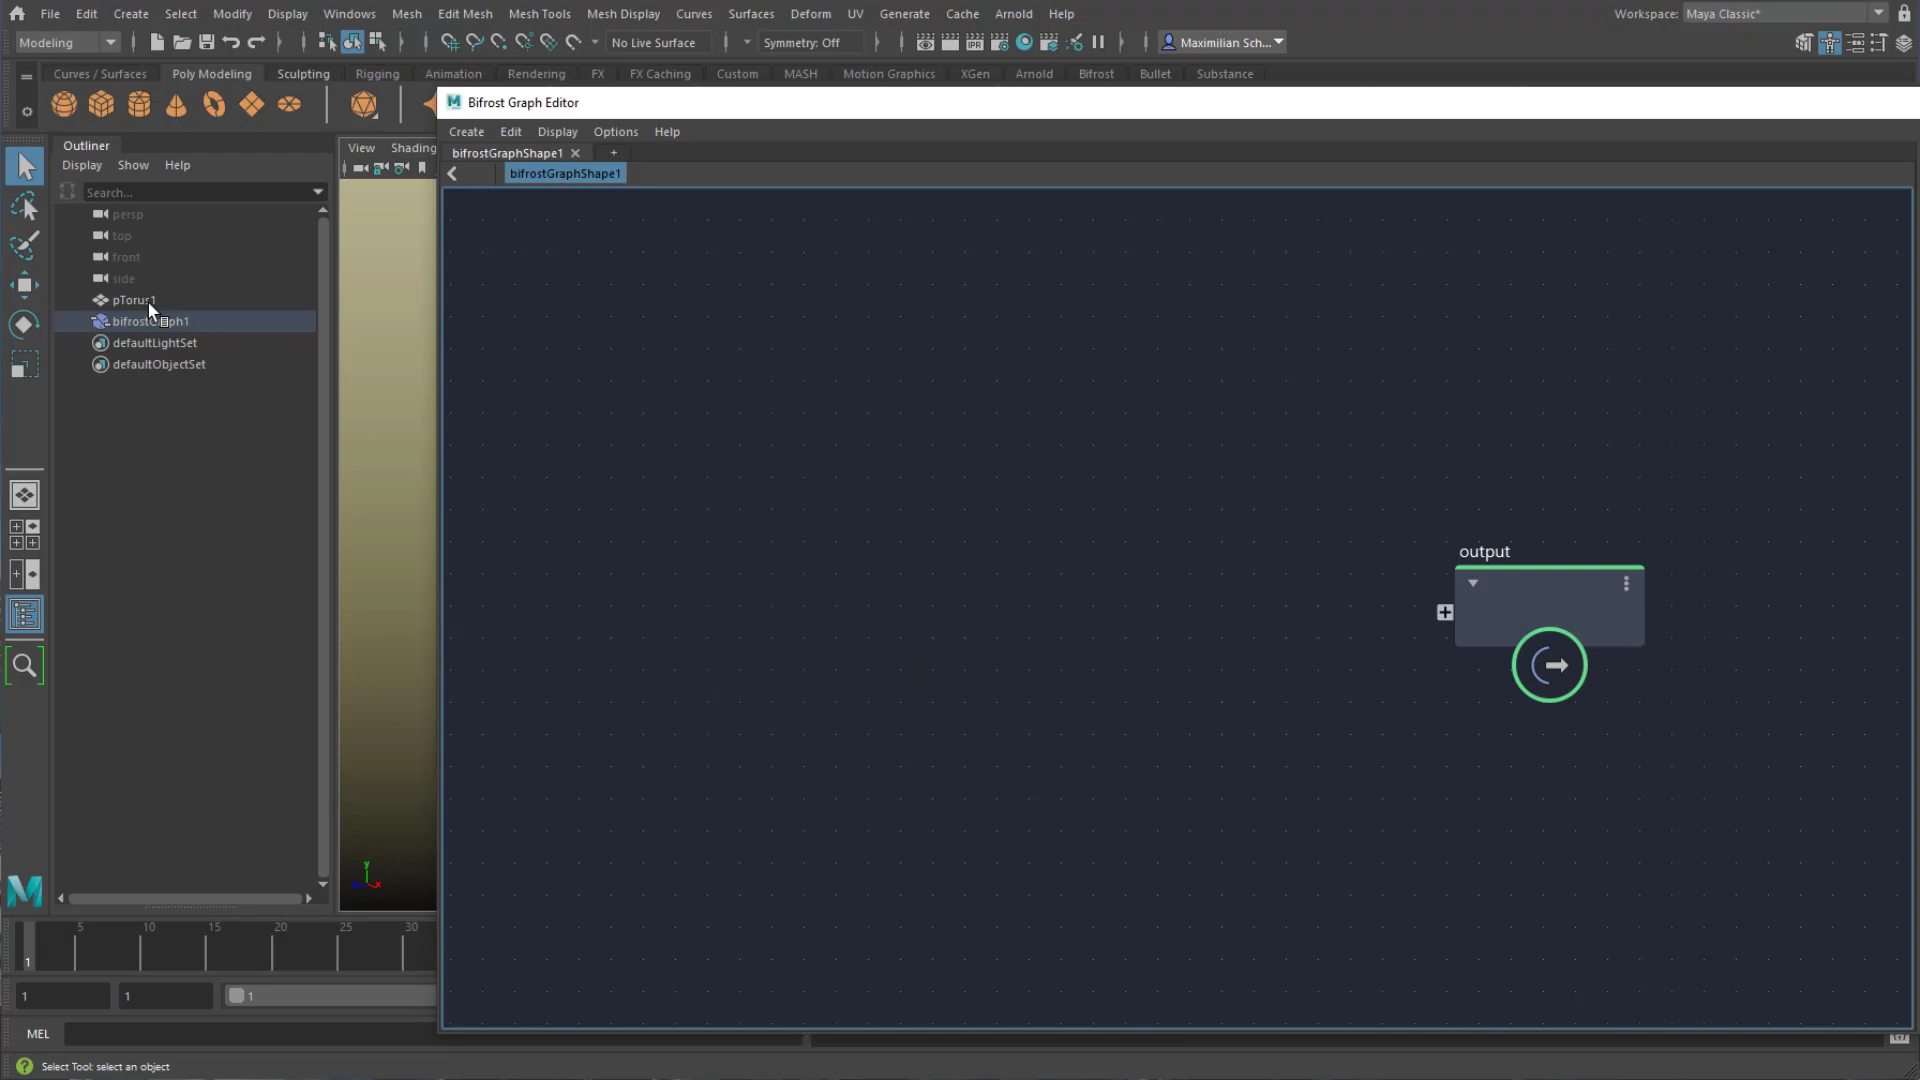 File Edit Create Select Modify Display Windows Mesh Edit Mesh Mesh Tools Mesh Display Curves Surfaces Deform UV Generate Cache Arnold Help Workspace: Maya Classic*
Modeling No Live Surface Symmetry: Off IPR Maximilian Sch...
Curves / Surfaces Poly Modeling Sculpting Rigging Animation Rendering FX FX Caching Custom MASH Motion Graphics XGen Arnold Bifrost Bullet Substance
M Bifrost Graph Editor
Create Edit Display Options Help
bifrostGraphShape1
bifrostGraphShape1
Outliner
Display Show Help
Search...
persp
top
front
side
pTorus1
bifrostGraph1
defaultLightSet
defaultObjectSet
View Shading
output
y
x
M
5 10 15 20 25 30
1
1 1 1
MEL
Select Tool: select an object